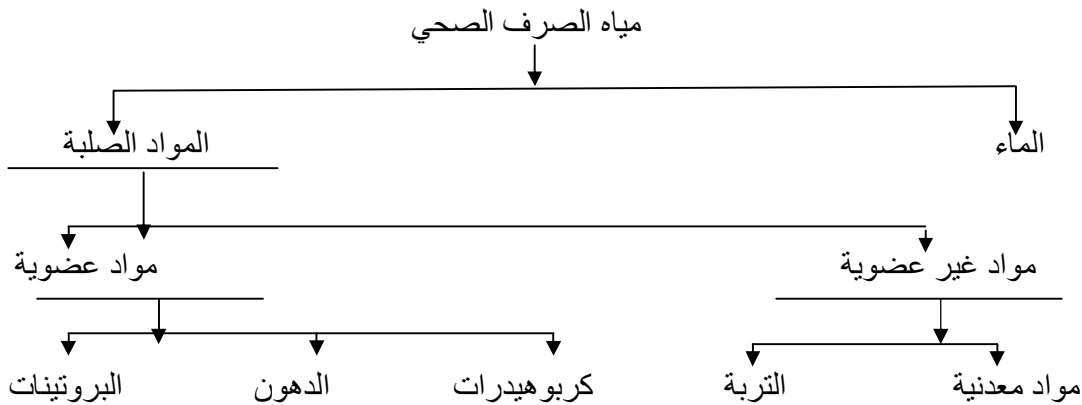 مياه الصرف الصحي
الماء المواد الصلبة
مواد غير عضوية مواد عضوية
مواد معدنية التربة كربوهيدرات الدهون البروتينات